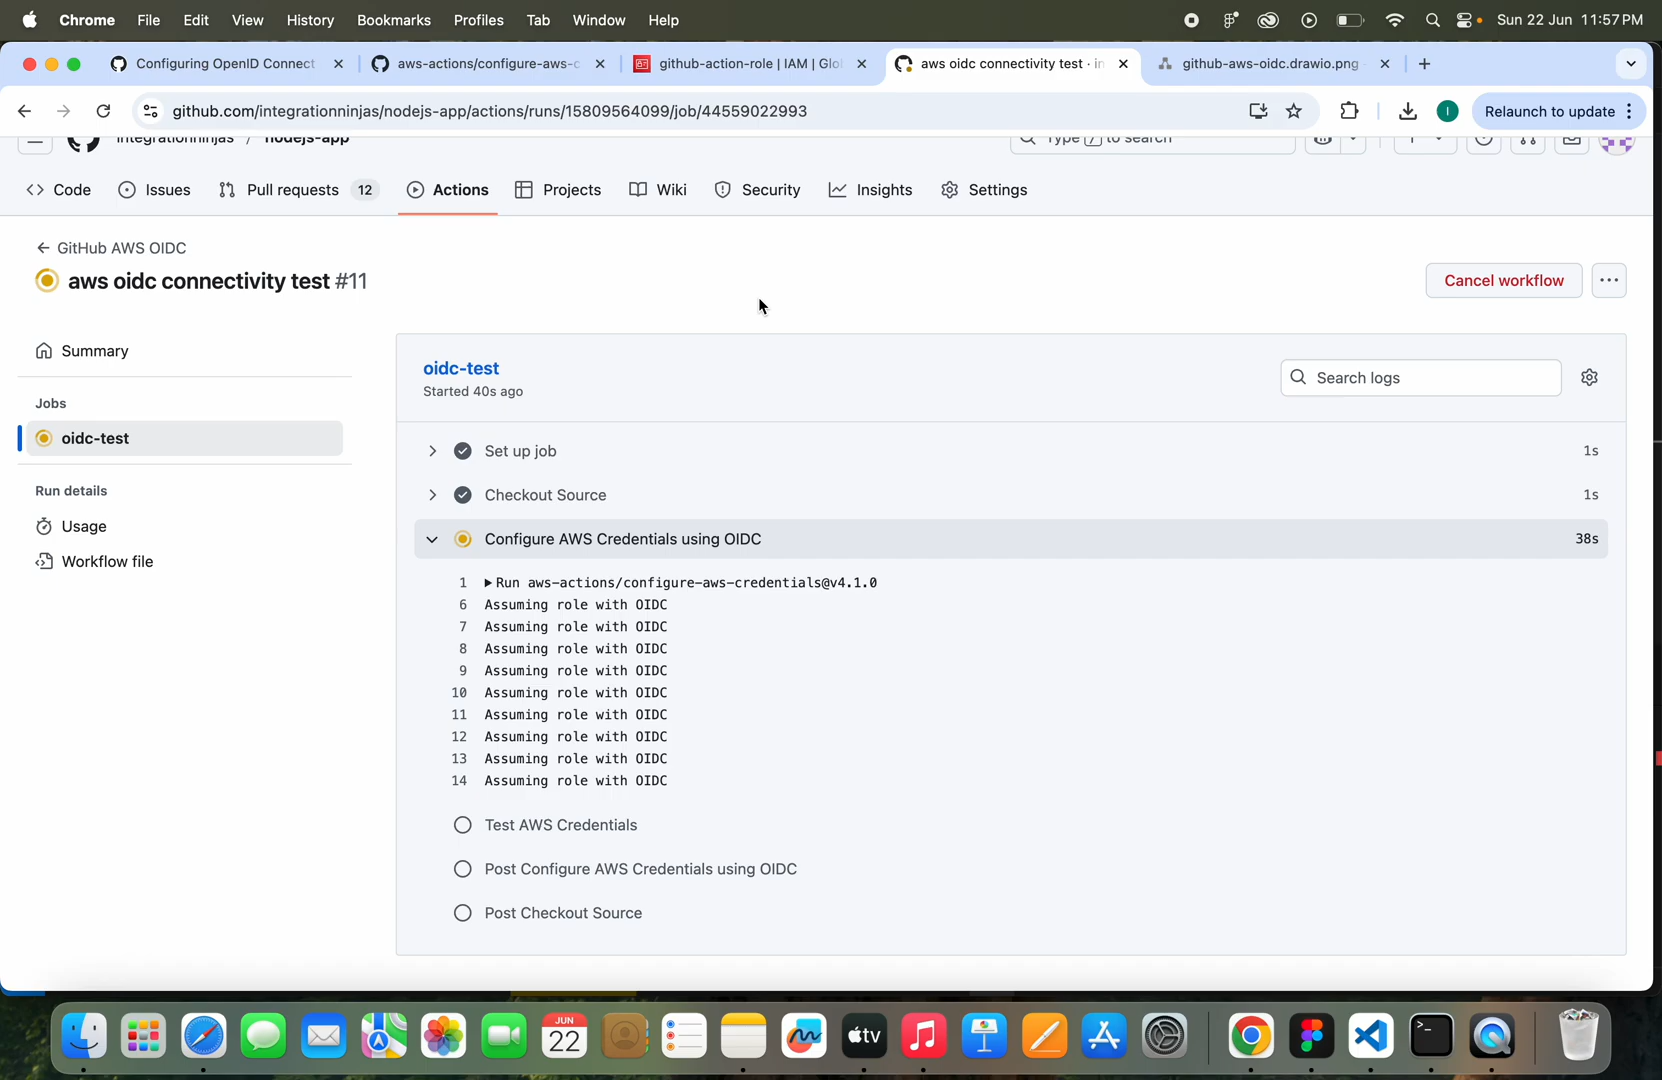 Chrome File Edit View History Bookmarks Profiles Tab Window Help Sun 22 Jun 11:57 PM
Configuring OpenID Connect aws-actions/configure-aws-c github-action-role | IAM | Glo aws oidc connectivity test · in github-aws-oidc.drawio.png
github.com/integrationninjas/nodejs-app/actions/runs/15809564099/job/44559022993 I Relaunch to update
integrationninjas / nodejs-app Type / to search
Code Issues Pull requests 12 Actions Projects Wiki Security Insights Settings
GitHub AWS OIDC
aws oidc connectivity test #11 Cancel workflow
Summary
Jobs
oidc-test
Run details
Usage
Workflow file
oidc-test
Started 40s ago
Search logs
Set up job 1s
Checkout Source 1s
Configure AWS Credentials using OIDC 38s
1 Run aws-actions/configure-aws-credentials@v4.1.0
6 Assuming role with OIDC
7 Assuming role with OIDC
8 Assuming role with OIDC
9 Assuming role with OIDC
10 Assuming role with OIDC
11 Assuming role with OIDC
12 Assuming role with OIDC
13 Assuming role with OIDC
14 Assuming role with OIDC
Test AWS Credentials
Post Configure AWS Credentials using OIDC
Post Checkout Source
JUN
22
tv